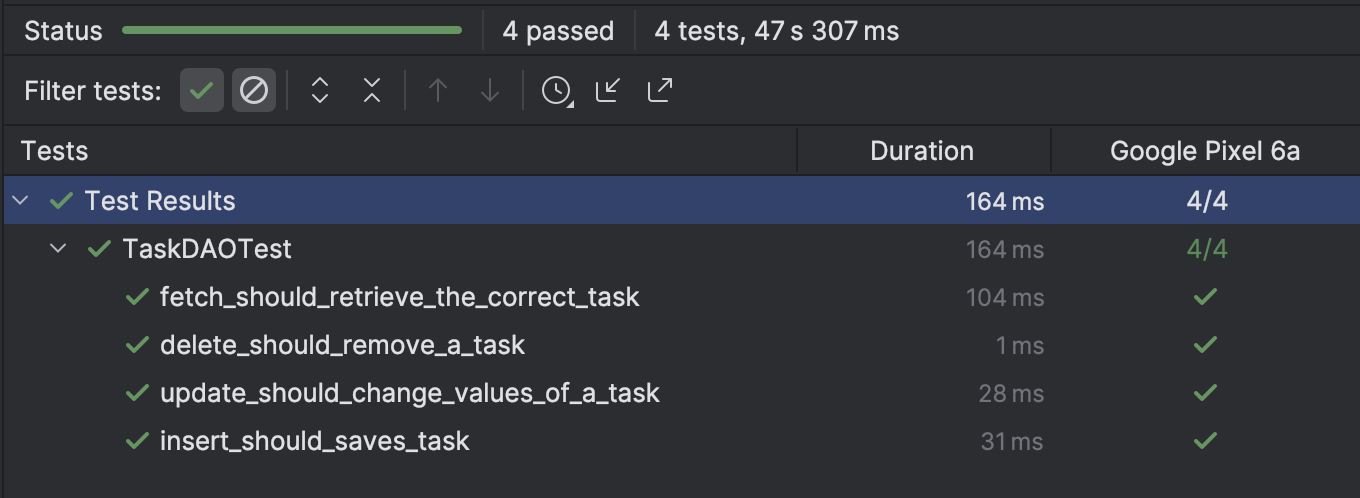 Status 4 passed 4 tests, 47 s 307 ms
Filter tests:
Tests Duration Google Pixel 6a
Test Results 164 ms 4/4
TaskDAOTest 164 ms 4/4
fetch_should_retrieve_the_correct_task 104 ms
delete_should_remove_a_task 1 ms
update_should_change_values_of_a_task 28 ms
insert_should_saves_task 31 ms